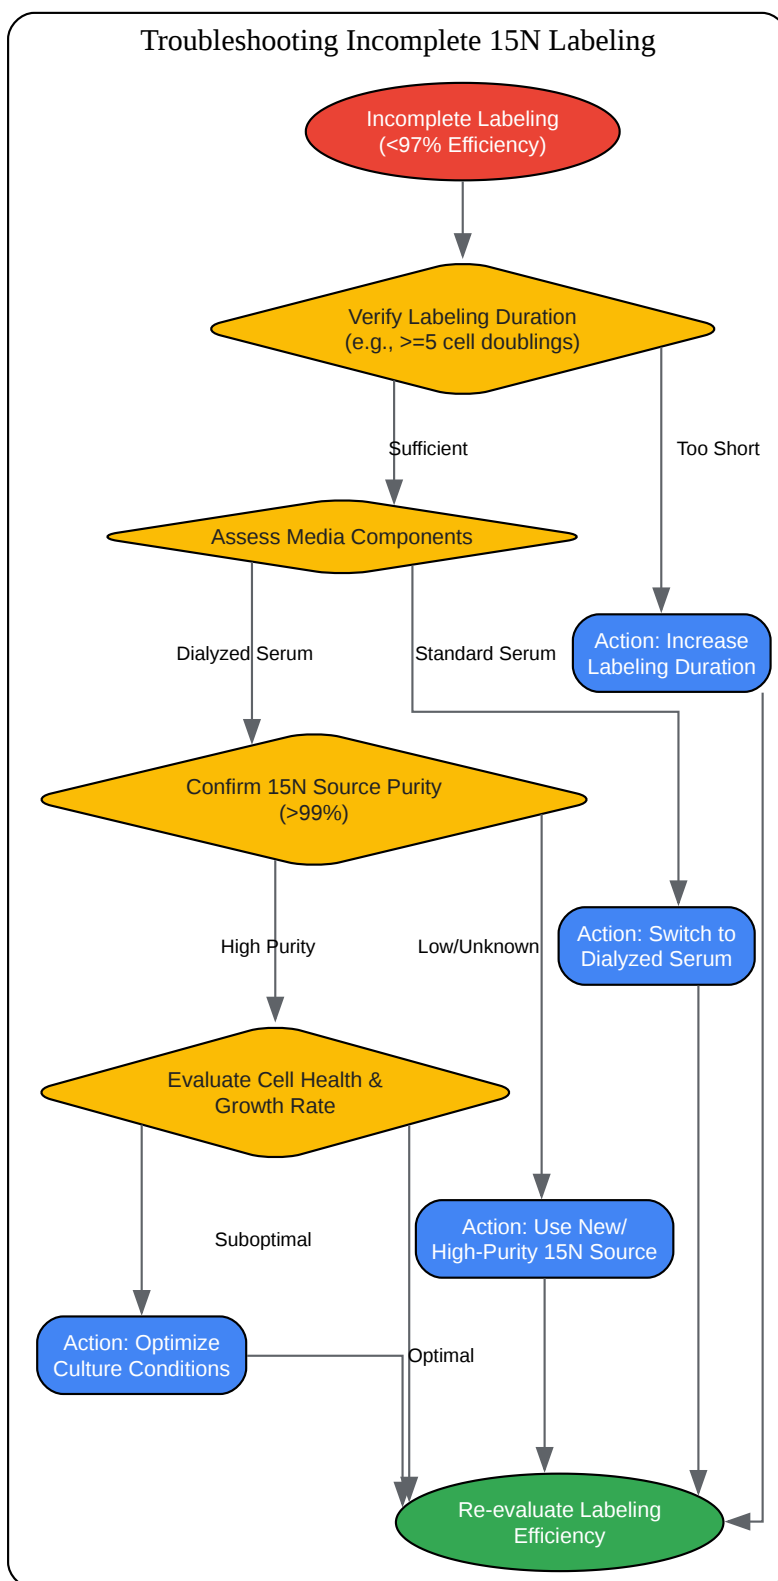 Troubleshooting Incomplete 15N Labeling
Incomplete Labeling
(<97% Efficiency)
Verify Labeling Duration
(e.g., >=5 cell doublings)
Sufficient
Too Short
Assess Media Components
Action: Increase
Labeling Duration
Dialyzed Serum
Standard Serum
Confirm 15N Source Purity
(>99%)
High Purity
Low/Unknown
Action: Switch to
Dialyzed Serum
Evaluate Cell Health &
Growth Rate
Suboptimal
Action: Use New/
High-Purity 15N Source
Action: Optimize
Culture Conditions
Optimal
Re-evaluate Labeling
Efficiency